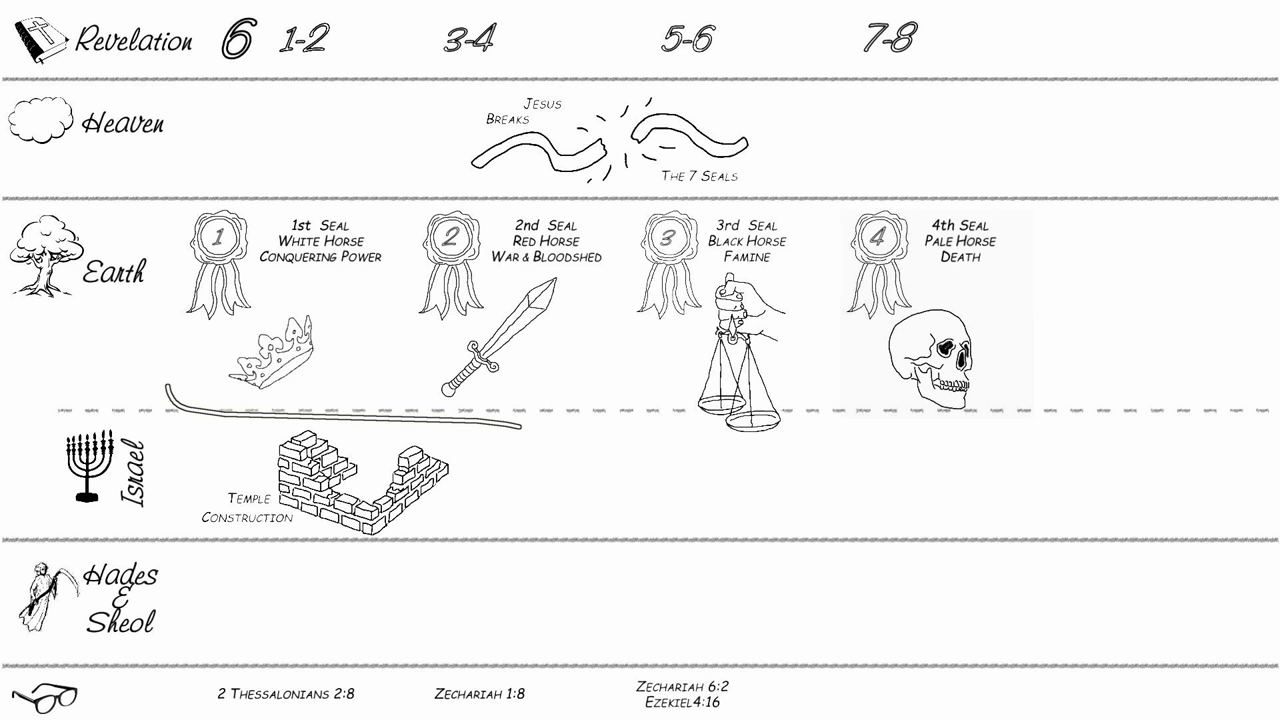 Revelation 6 1-2 3-4 5-6 7-8
Heaven
Jesus
Breaks
The 7 Seals
Earth
1
1st Seal
White Horse
Conquering Power
2
2nd Seal
Red Horse
War & Bloodshed
3
3rd Seal
Black Horse
Famine
4
4th Seal
Pale Horse
Death
Israel
Temple
Construction
Hades
&
Sheol
2 Thessalonians 2:8
Zechariah 1:8
Zechariah 6:2
Ezekiel4:16